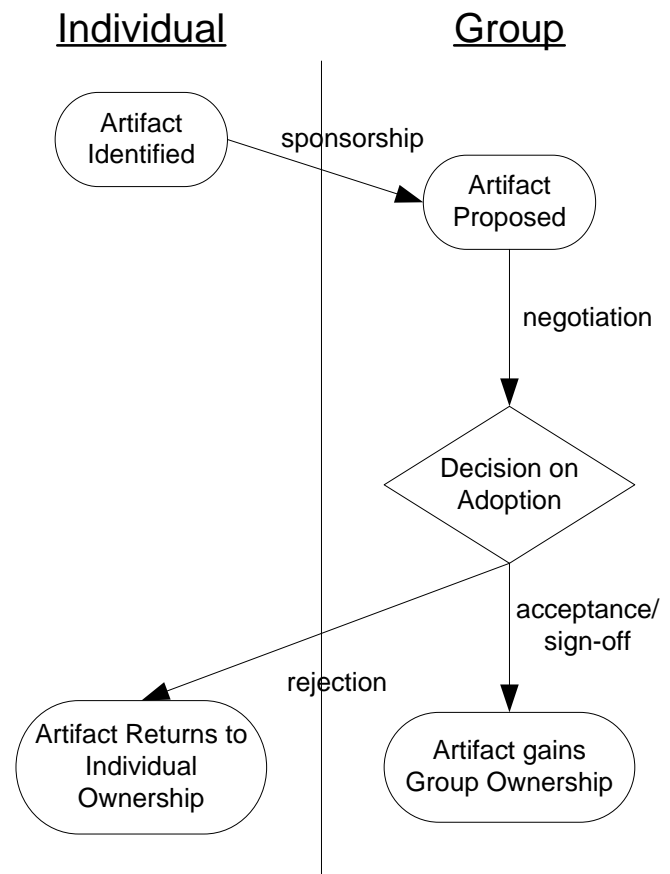 Individual
Group
Artifact
Identified
sponsorship
Artifact
Proposed
negotiation
Decision on
Adoption
acceptance/
sign-off
rejection
Artifact Returns to
Individual
Ownership
Artifact gains
Group Ownership